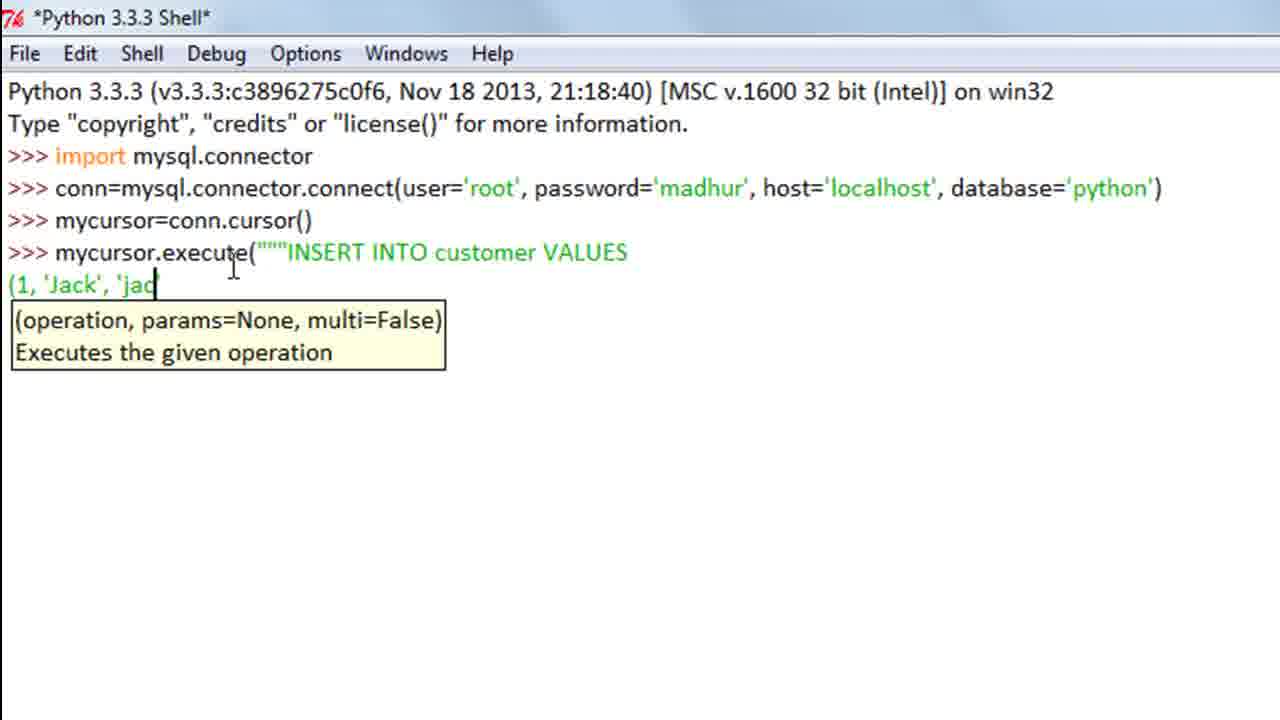 *Python 3.3.3 Shell*
File Edit Shell Debug Options Windows Help
Python 3.3.3 (v3.3.3:c3896275c0f6, Nov 18 2013, 21:18:40) [MSC v.1600 32 bit (Intel)] on win32
Type "copyright", "credits" or "license()" for more information.
>>> import mysql.connector
>>> conn=mysql.connector.connect(user='root', password='madhur', host='localhost', database='python')
>>> mycursor=conn.cursor()
>>> mycursor.execute("""INSERT INTO customer VALUES
(1, 'Jack', 'jac'
(operation, params=None, multi=False)
Executes the given operation